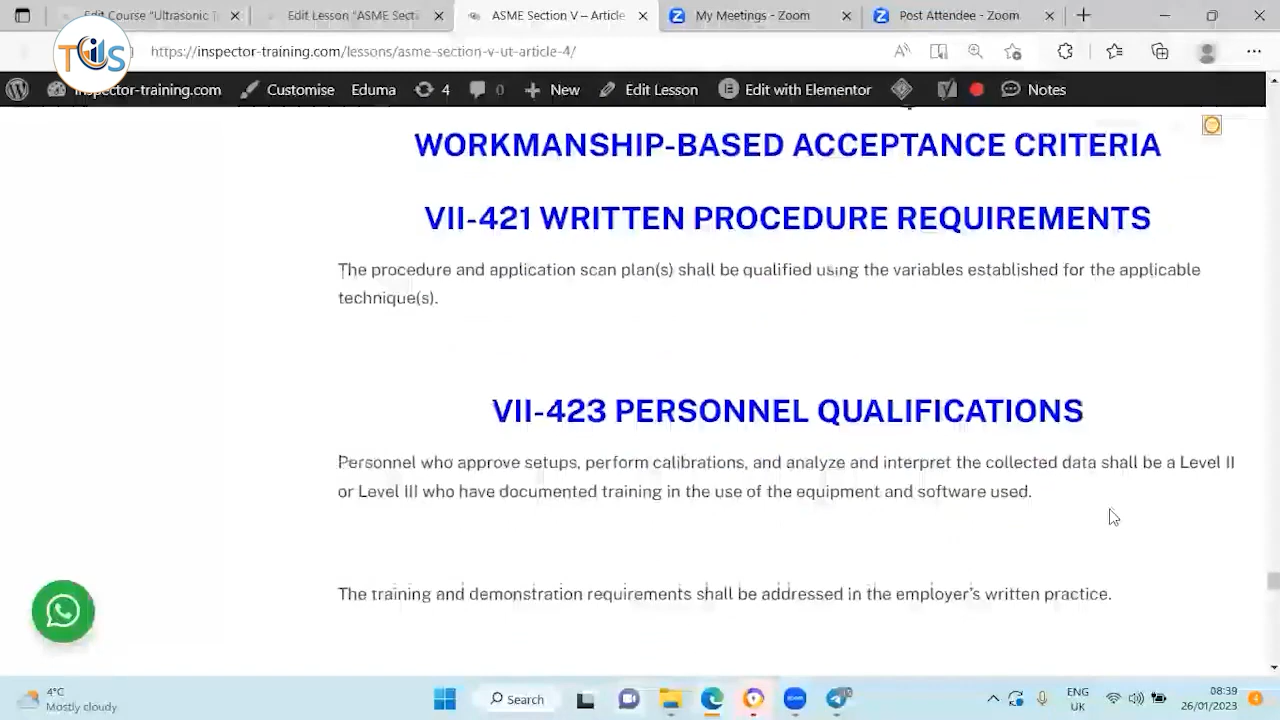 Edit Course "Ultrasonic T
Edit Lesson "ASME Secti
ASME Section V – Article
My Meetings - Zoom
Post Attendee - Zoom
TCIS
https://inspector-training.com/lessons/asme-section-v-ut-article-4/
inspector-training.com
Customise
Eduma
4
0
New
Edit Lesson
Edit with Elementor
Notes
WORKMANSHIP-BASED ACCEPTANCE CRITERIA
VII-421 WRITTEN PROCEDURE REQUIREMENTS
The procedure and application scan plan(s) shall be qualified using the variables established for the applicable
technique(s).
VII-423 PERSONNEL QUALIFICATIONS
Personnel who approve setups, perform calibrations, and analyze and interpret the collected data shall be a Level II
or Level III who have documented training in the use of the equipment and software used.
The training and demonstration requirements shall be addressed in the employer's written practice.
4°C
Mostly cloudy
Search
ENG
UK
08:39
26/01/2023
4